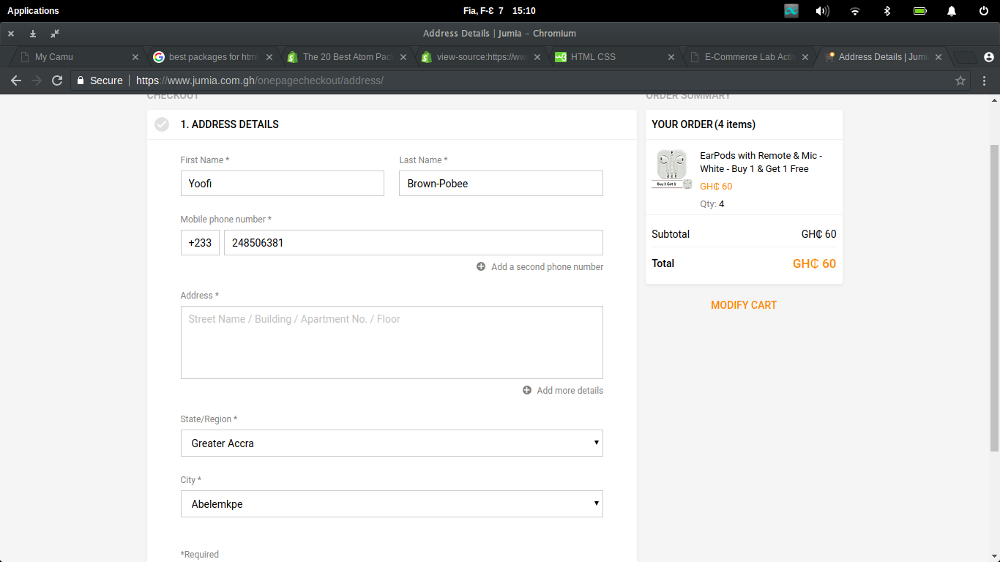 Applications
Fia, F-Ɛ 7 15:10
Address Details | Jumia - Chromium
My Camu
best packages for html
The 20 Best Atom Pac
view-source:https://ww
HTML CSS
E-Commerce Lab Activ
Address Details | Jumi
Secure
https://www.jumia.com.gh/onepagecheckout/address/
CHECKOUT
ORDER SUMMARY
1. ADDRESS DETAILS
First Name *
Last Name *
Yoofi
Brown-Pobee
Mobile phone number *
+233
248506381
Add a second phone number
Address *
Street Name / Building / Apartment No. / Floor
Add more details
State/Region *
Greater Accra
City *
Abelemkpe
*Required
YOUR ORDER (4 items)
EarPods with Remote & Mic -
White - Buy 1 & Get 1 Free
Buy 1 Get 1
GH₵ 60
Qty: 4
Subtotal
GH₵ 60
Total
GH₵ 60
MODIFY CART